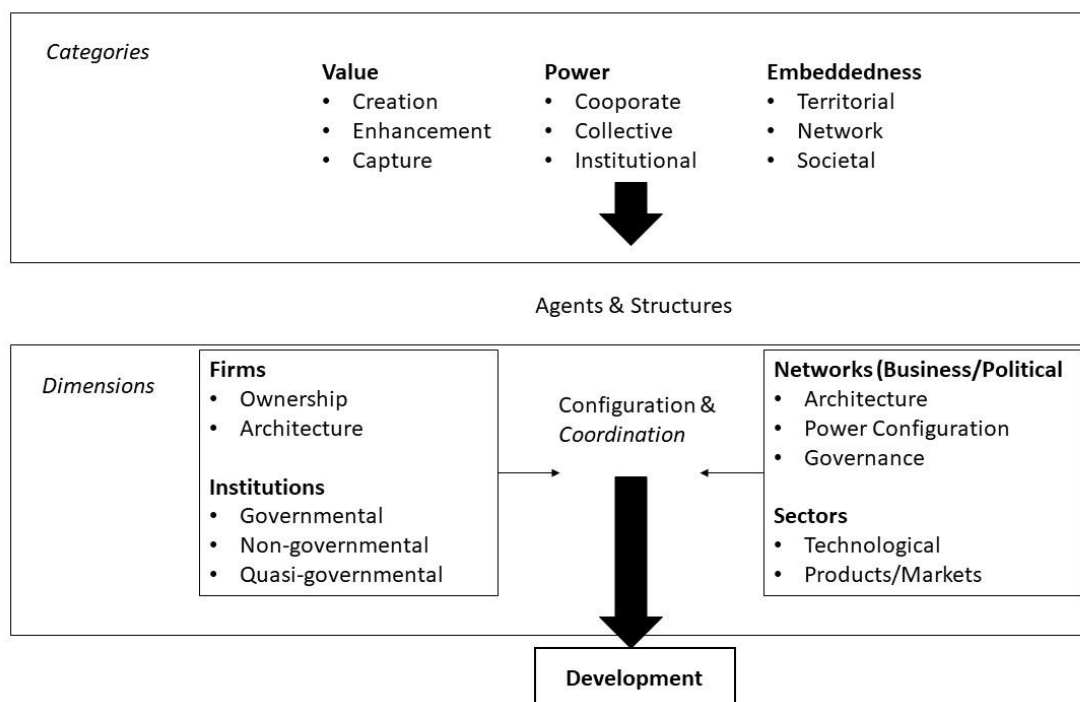 Categories
Value
• Creation
• Enhancement
• Capture
Power
• Cooporate
• Collective
• Institutional
Embeddedness
• Territorial
• Network
• Societal
Agents & Structures
Dimensions
Firms
• Ownership
• Architecture
Institutions
• Governmental
• Non-governmental
• Quasi-governmental
Configuration &
Coordination
Networks (Business/Political
• Architecture
• Power Configuration
• Governance
Sectors
• Technological
• Products/Markets
Development